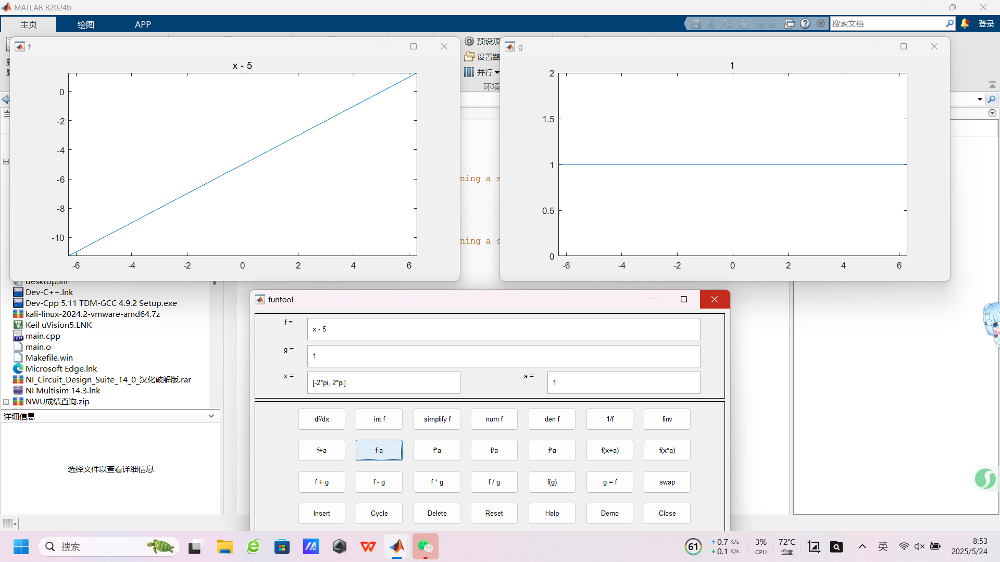 MATLAB R2024b
主页 绘图 APP
搜索文档
登录
f
x - 5
0
-2
-4
-6
-8
-10
-6 -4 -2 0 2 4 6
预设项
设置路
并行
环境
g
1
2
1.5
1
0.5
0
-6 -4 -2 0 2 4 6
ning a s
ning a s
desktop.ini
Dev-C++.lnk
Dev-Cpp 5.11 TDM-GCC 4.9.2 Setup.exe
kali-linux-2024.2-vmware-amd64.7z
Keil uVision5.LNK
main.cpp
main.o
Makefile.win
Microsoft Edge.lnk
NI_Circuit_Design_Suite_14_0_汉化破解版.rar
NI Multisim 14.3.lnk
NWU成绩查询.zip
详细信息
选择文件以查看详细信息
funtool
f = x - 5
g = 1
x = [-2*pi, 2*pi] a = 1
df/dx int f simplify f num f den f 1/f finv
f+a f-a f*a f/a f^a f(x+a) f(x*a)
f + g f - g f * g f / g f(g) g = f swap
Insert Cycle Delete Reset Help Demo Close
搜索
61
0.7 K/s
0.1 K/s
3%
CPU
72℃
温度
英
8:53
2025/5/24